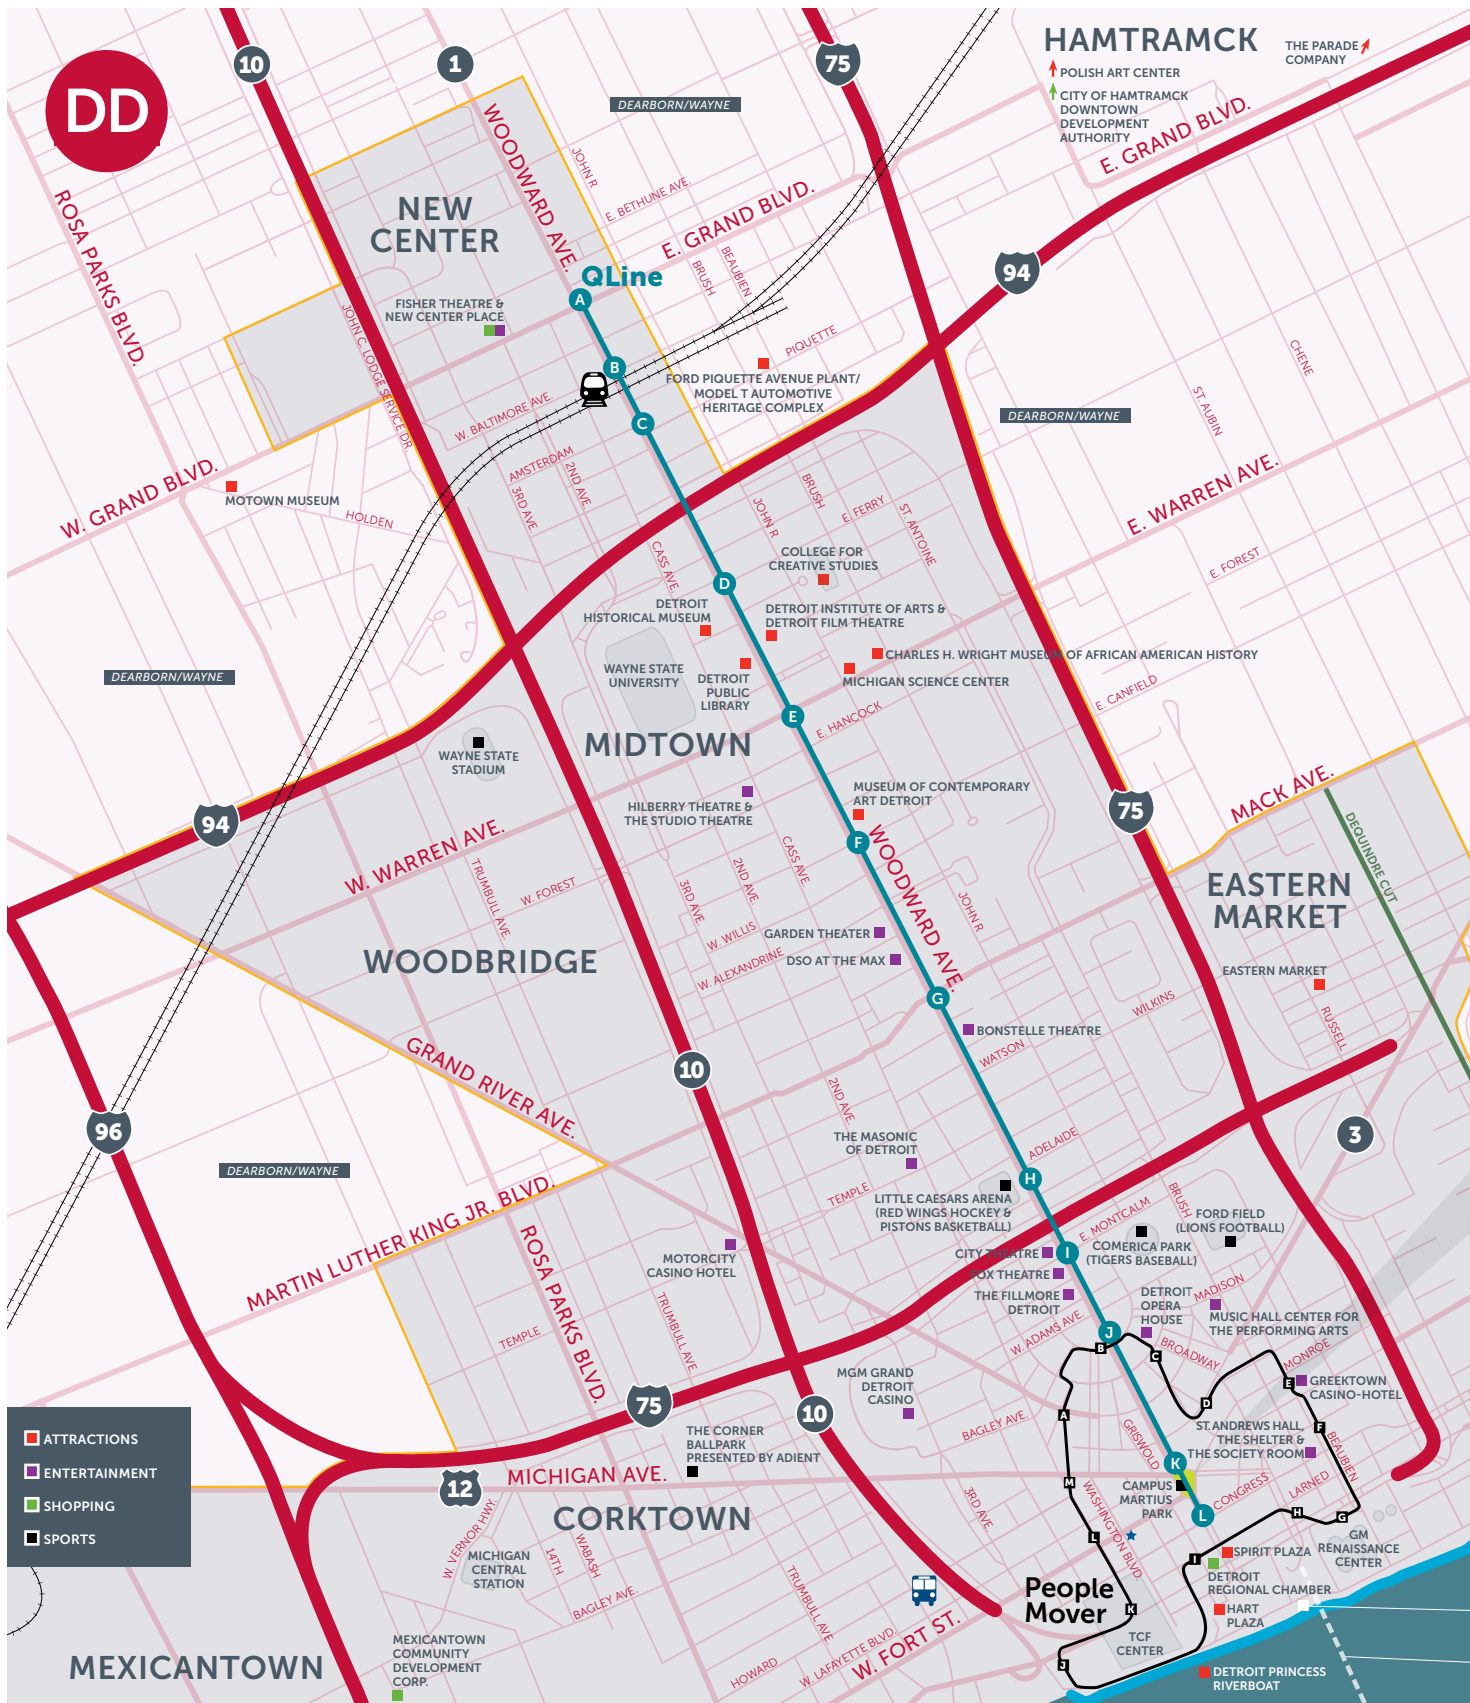 DD
10
1
75
HAMTRAMCK
THE PARADE
COMPANY
POLISH ART CENTER
CITY OF HAMTRAMCK
DOWNTOWN
DEVELOPMENT
AUTHORITY
E. GRAND BLVD.
DEARBORN/WAYNE
WOODWARD AVE.
JOHN R
E. BETHUNE AVE.
E. GRAND BLVD.
ROSA PARKS BLVD.
NEW
CENTER
BRUSH
BEAUBIEN
94
QLine
A
FISHER THEATRE &
NEW CENTER PLACE
JOHN C. LODGE SERVICE DR.
PIQUETTE
CHENE
B
FORD PIQUETTE AVENUE PLANT/
MODEL T AUTOMOTIVE
HERITAGE COMPLEX
W. BALTIMORE AVE.
C
DEARBORN/WAYNE
ST. AUBIN
W. GRAND BLVD.
AMSTERDAM
2ND AVE.
3RD AVE.
E. WARREN AVE.
MOTOWN MUSEUM
HOLDEN
JOHN R
BRUSH
E. FERRY
ST. ANTOINE
CASS AVE.
COLLEGE FOR
CREATIVE STUDIES
E. FOREST
D
DETROIT
HISTORICAL MUSEUM
DETROIT INSTITUTE OF ARTS &
DETROIT FILM THEATRE
CHARLES H. WRIGHT MUSEUM OF AFRICAN AMERICAN HISTORY
WAYNE STATE
UNIVERSITY
DETROIT
PUBLIC
LIBRARY
MICHIGAN SCIENCE CENTER
DEARBORN/WAYNE
E. CANFIELD
E
E. HANCOCK
MIDTOWN
WAYNE STATE
STADIUM
HILBERRY THEATRE &
THE STUDIO THEATRE
MUSEUM OF CONTEMPORARY
ART DETROIT
75
MACK AVE.
94
F
WOODWARD AVE.
DEQUINDRE CUT
W. WARREN AVE.
TRUMBULL AVE.
W. FOREST
CASS AVE.
2ND AVE.
3RD AVE.
JOHN R
EASTERN
MARKET
W. WILLIS
W. ALEXANDRINE
GARDEN THEATER
DSO AT THE MAX
WOODBRIDGE
EASTERN MARKET
G
WILKINS
RUSSELL
BONSTELLE THEATRE
WATSON
GRAND RIVER AVE.
10
2ND AVE.
96
3
THE MASONIC
OF DETROIT
ADELAIDE
DEARBORN/WAYNE
H
MARTIN LUTHER KING JR. BLVD.
TEMPLE
LITTLE CAESARS ARENA
(RED WINGS HOCKEY &
PISTONS BASKETBALL)
BRUSH
E. MONTCALM
FORD FIELD
(LIONS FOOTBALL)
COMERICA PARK
(TIGERS BASEBALL)
MOTORCITY
CASINO HOTEL
CITY THEATRE
I
FOX THEATRE
THE FILLMORE
DETROIT
MADISON
DETROIT
OPERA
HOUSE
MUSIC HALL CENTER FOR
THE PERFORMING ARTS
ROSA PARKS BLVD.
TEMPLE
TRUMBULL AVE.
W. ADAMS AVE.
J
B
C
BROADWAY
MONROE
MGM GRAND
DETROIT
CASINO
E
GREEKTOWN
CASINO-HOTEL
D
75
10
A
BAGLEY AVE.
GRISWOLD
ST. ANDREWS HALL,
THE SHELTER &
THE SOCIETY ROOM
F
BEAUBIEN
THE CORNER
BALLPARK
PRESENTED BY ADIENT
ATTRACTIONS
ENTERTAINMENT
SHOPPING
SPORTS
K
12
MICHIGAN AVE.
M
CAMPUS
MARTIUS
PARK
CONGRESS
LARNED
3RD AVE.
WASHINGTON BLVD.
L
H
G
CORKTOWN
W. VERNOR HWY.
L
GM
RENAISSANCE
CENTER
14TH
WABASH
MICHIGAN
CENTRAL
STATION
I
SPIRIT PLAZA
DETROIT
REGIONAL CHAMBER
BAGLEY AVE.
TRUMBULL AVE.
People
Mover
K
HART
PLAZA
W. FORT ST.
W. LAFAYETTE BLVD.
HOWARD
TCF
CENTER
J
MEXICANTOWN
MEXICANTOWN
COMMUNITY
DEVELOPMENT
CORP.
DETROIT PRINCESS
RIVERBOAT